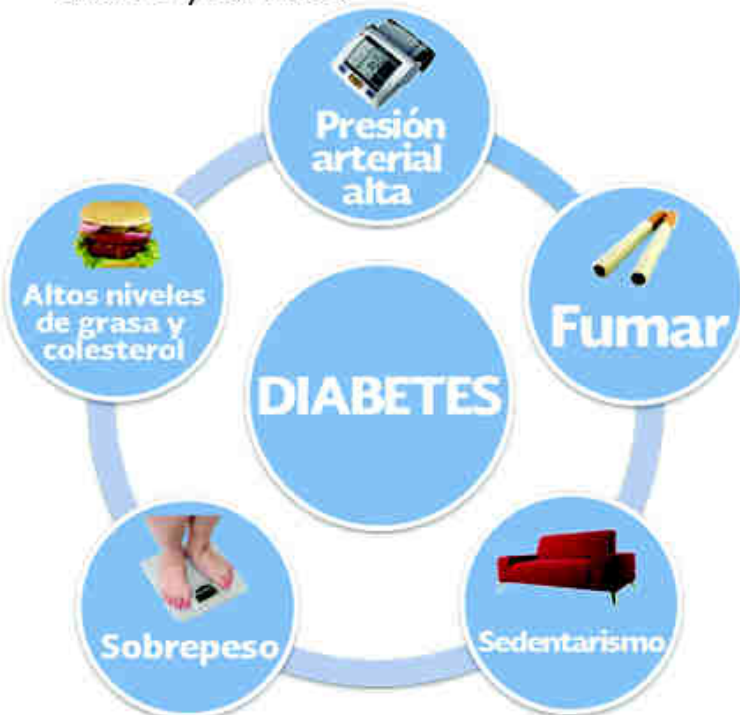 Presión
arterial
alta
Fumar
Altos niveles
de grasa y
colesterol
DIABETES
Sobrepeso
Sedentarismo